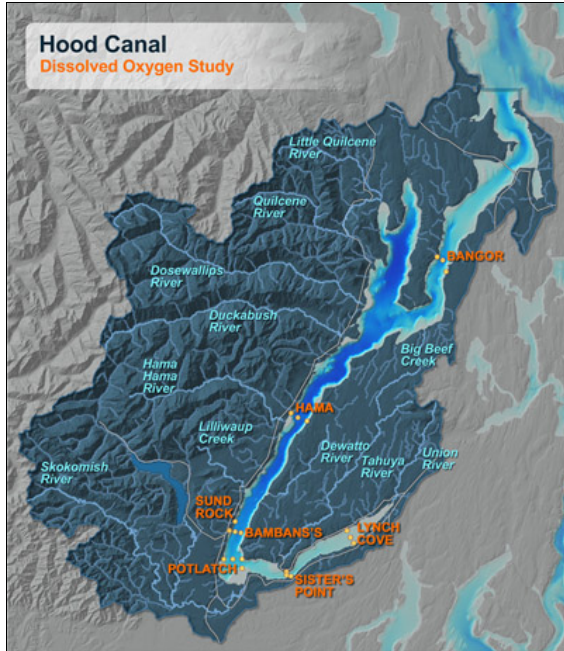 Hood Canal
Dissolved Oxygen Study
Little Quilcene
River
Quilcene
River
BANGOR
Dosewallips
River
Duckabush
River
Big Beef
Creek
Hama
Hama
River
HAMA
Lilliwaup
Creek
Dewatto
River
Tahuya
River
Union
River
Skokomish
River
SUND
ROCK
BAMBANS'S
LYNCH
COVE
POTLATCH
SISTER'S
POINT